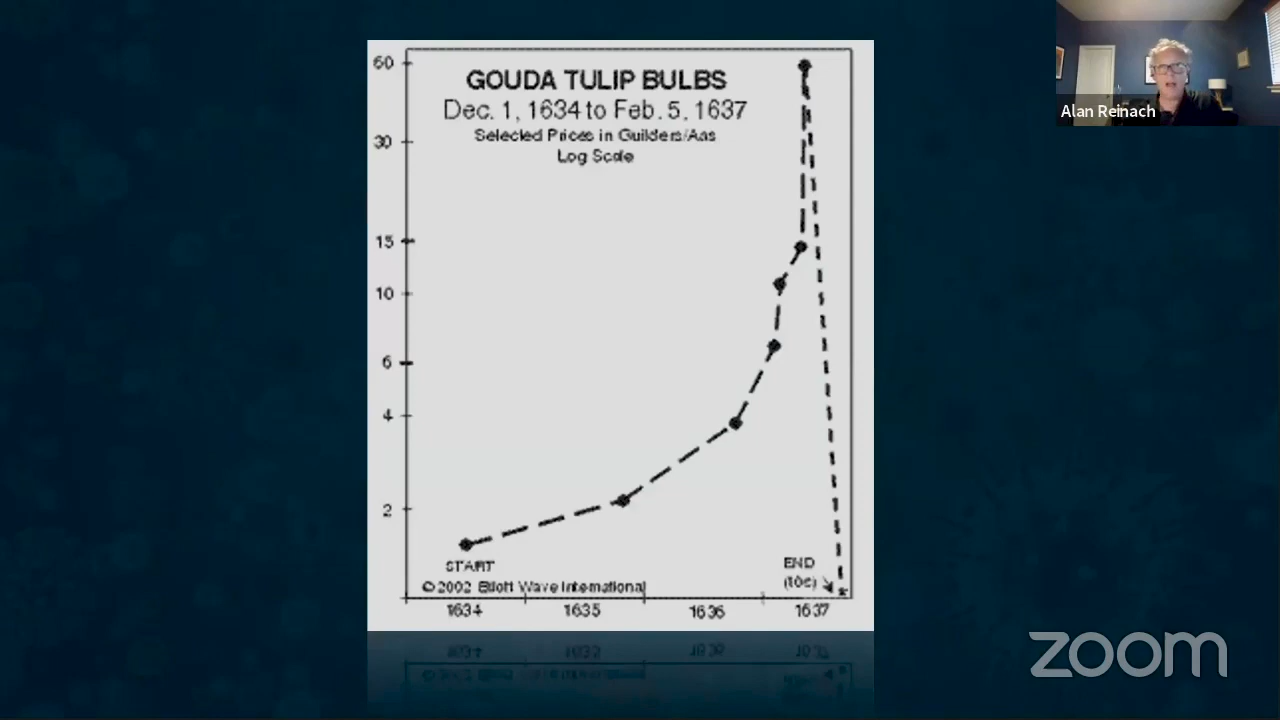 Alan Reinach
GOUDA TULIP BULBS
Dec. 1, 1634 to Feb. 5, 1637
Selected Prices in Guilders/Aas
Log Scale
60
30
15
10
6
4
2
START
END
(10¢)
© 2002 Elliott Wave International
1634 1635 1636 1637
zoom